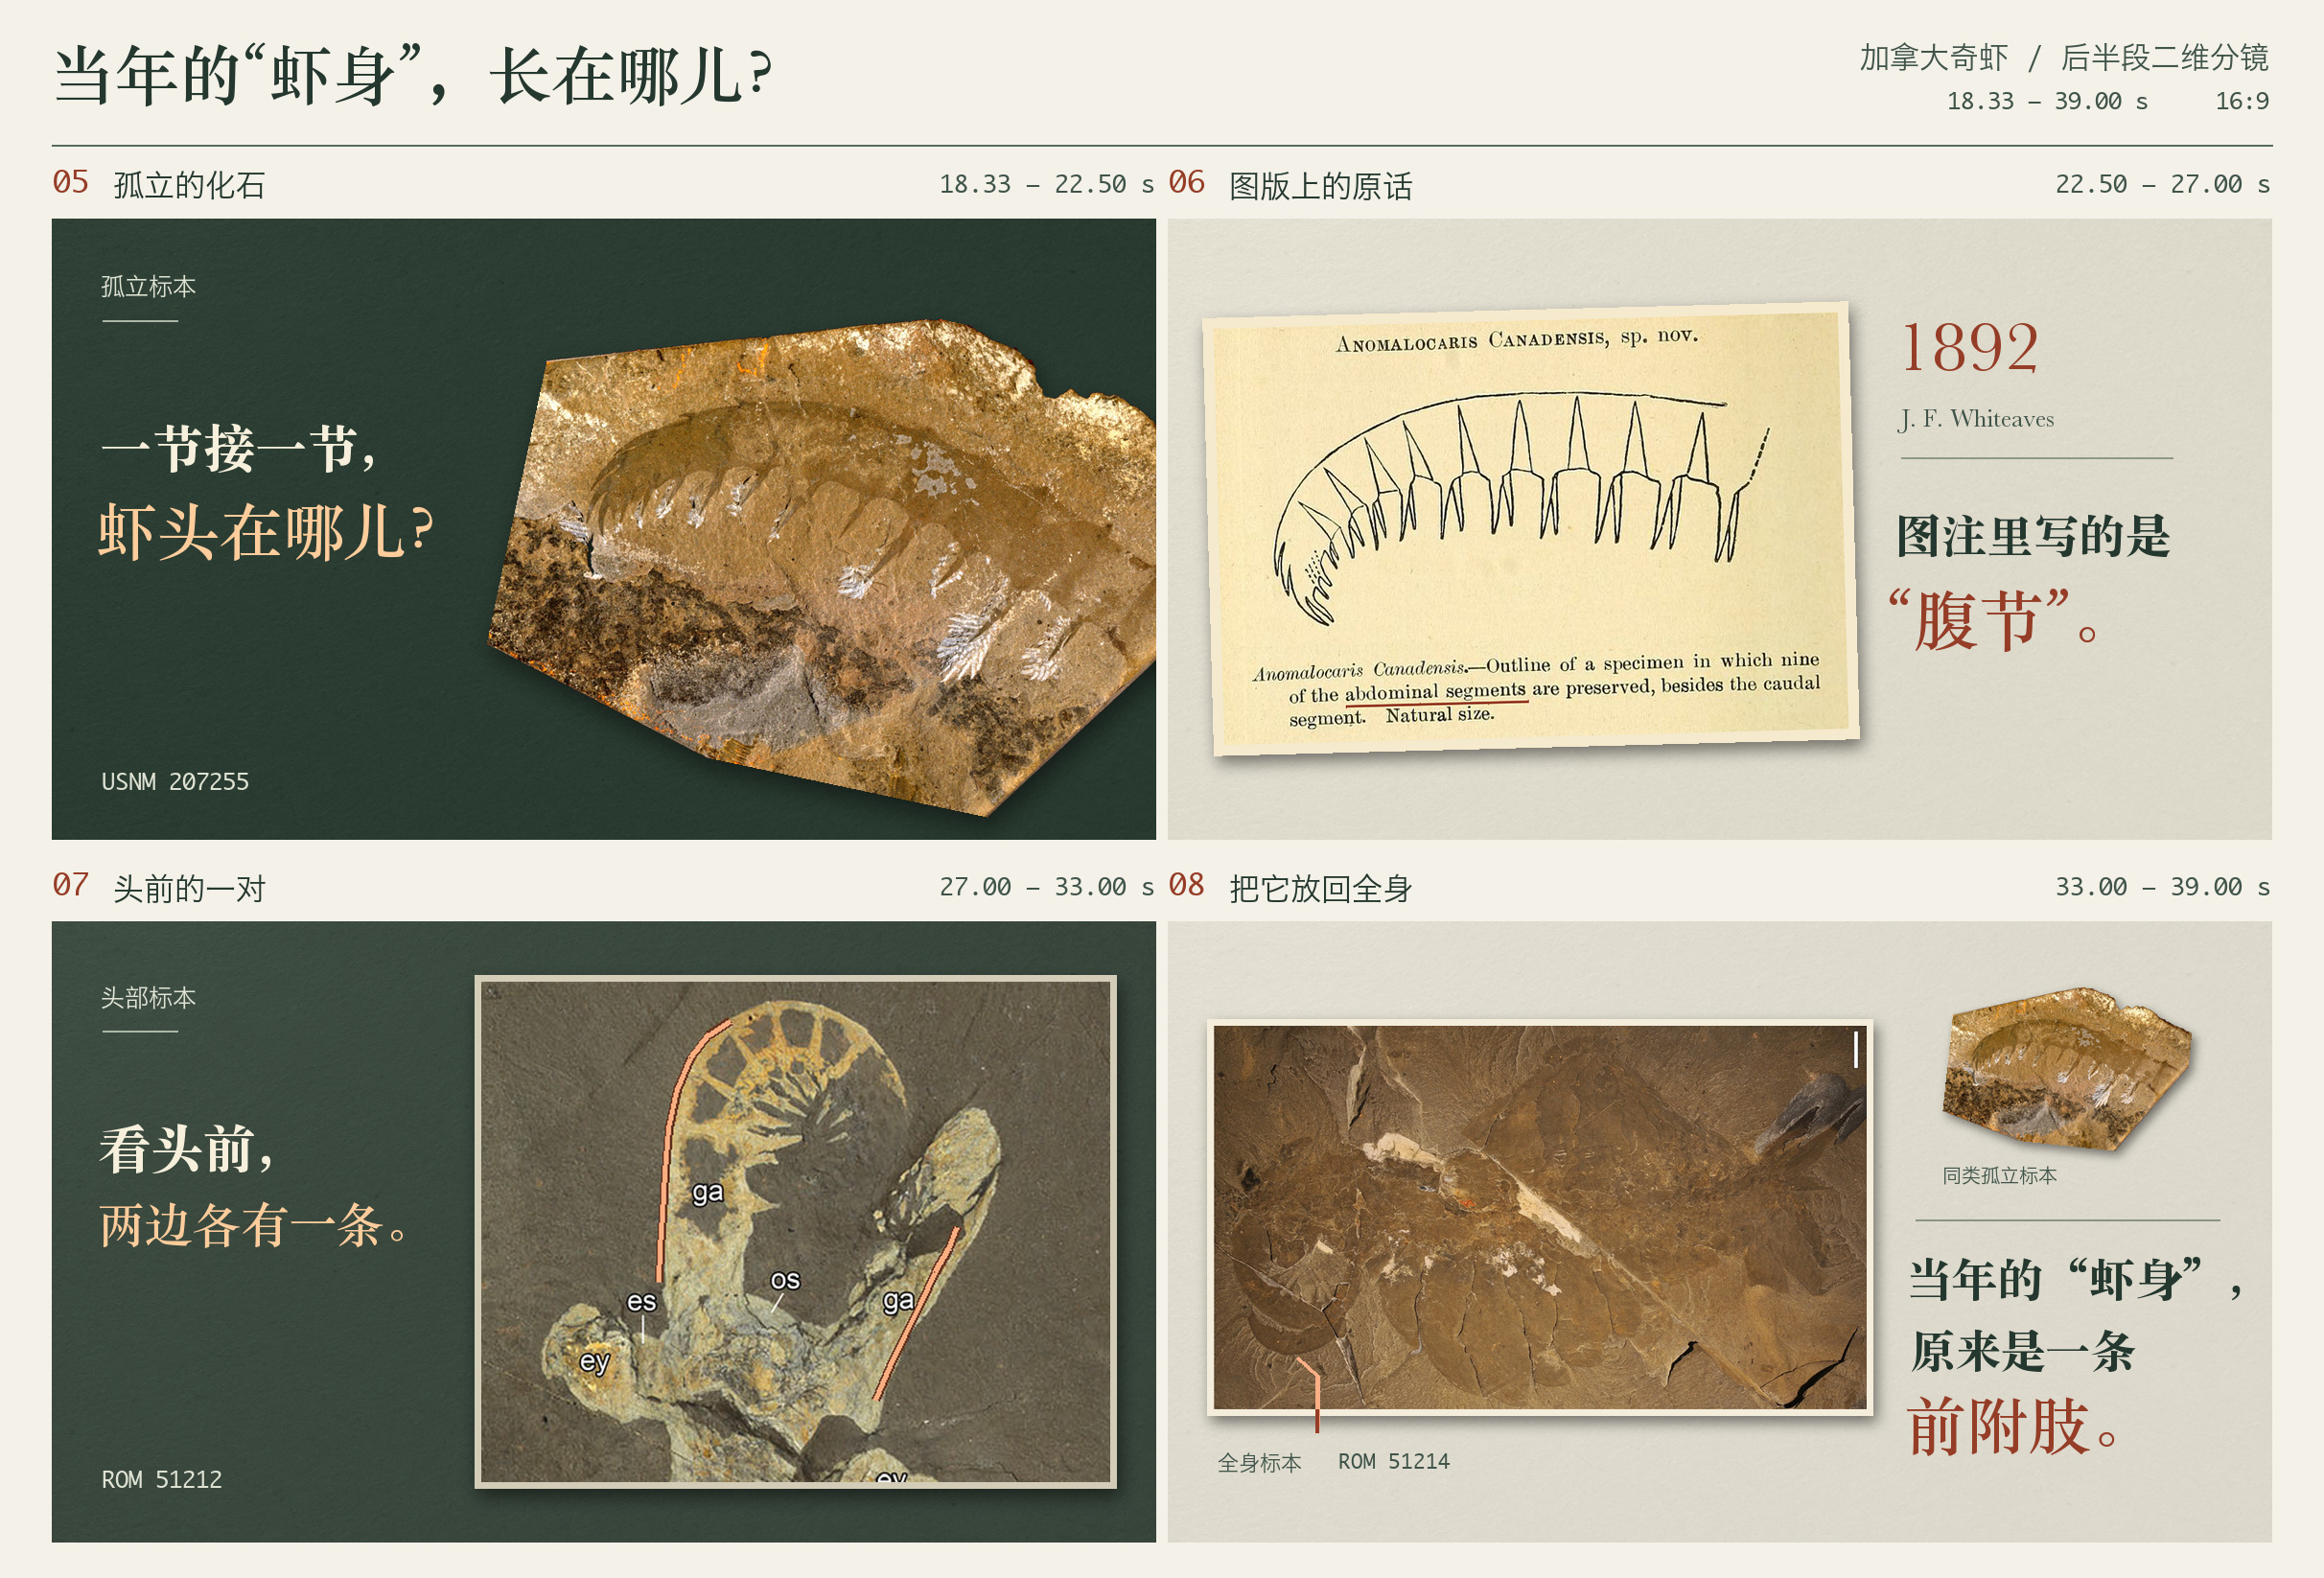 当年的“虾身”，长在哪儿？
加拿大奇虾 / 后半段二维分镜
18.33 – 39.00 s 16:9
05 孤立的化石 18.33 – 22.50 s
孤立标本
一节接一节，
虾头在哪儿？
USNM 207255
06 图版上的原话 22.50 – 27.00 s
ANOMALOCARIS CANADENSIS, sp. nov.
Anomalocaris Canadensis.—Outline of a specimen in which nine
of the abdominal segments are preserved, besides the caudal
segment. Natural size.
1892
J. F. Whiteaves
图注里写的是
“腹节”。
07 头前的一对 27.00 – 33.00 s
头部标本
看头前，
两边各有一条。
ROM 51212
ga
os
es
ga
ey
ey
08 把它放回全身 33.00 – 39.00 s
全身标本 ROM 51214
同类孤立标本
当年的“虾身”，
原来是一条
前附肢。